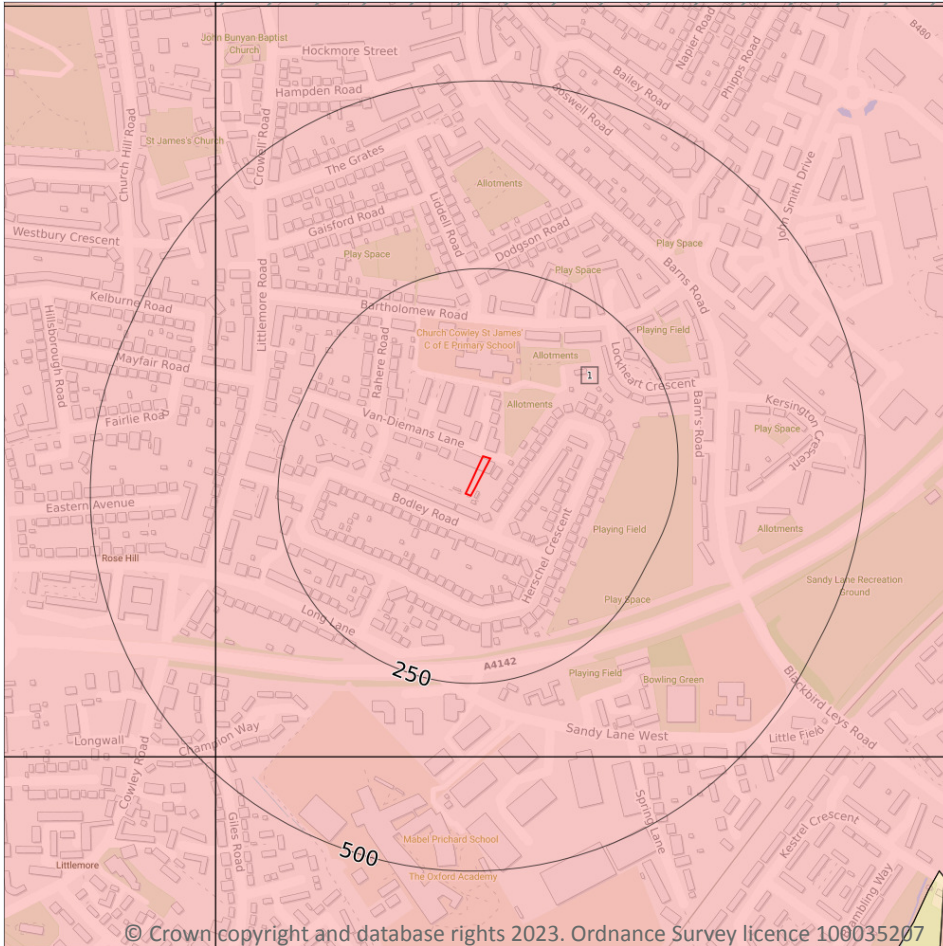 John Bunyan Baptist
Church
Hockmore Street
Napier Road
Phipps Road
B480
Bailey Road
Hampden Road
Boswell Road
Church Hill Road
St James's Church
Crowell Road
The Grates
Allotments
Liddell Road
Gaisford Road
Westbury Crescent
Dodgson Road
Play Space
Play Space
Play Space
Barns Road
Littlemore Road
Kelburne Road
Hillsborough Road
Bartholomew Road
Church Cowley St James'
C of E Primary School
Playing Field
Allotments
Lockheart Crescent
1
Mayfair Road
Rahere Road
Allotments
Barn's Road
Kersington Crescent
Play Space
Van-Diemans Lane
Bodley Road
Eastern Avenue
Herschel Crescent
Playing Field
Allotments
Rose Hill
Sandy Lane Recreation
Ground
Play Space
Long Lane
A4142
250
Playing Field
Bowling Green
Blackbird Leys Road
Sandy Lane West
Little Field
Longwall
Champion Way
Cowley Road
Giles Road
Spring Lane
Kestrel Crescent
Mabel Prichard School
500
The Oxford Academy
Littlemore
© Crown copyright and database rights 2023. Ordnance Survey licence 100035207